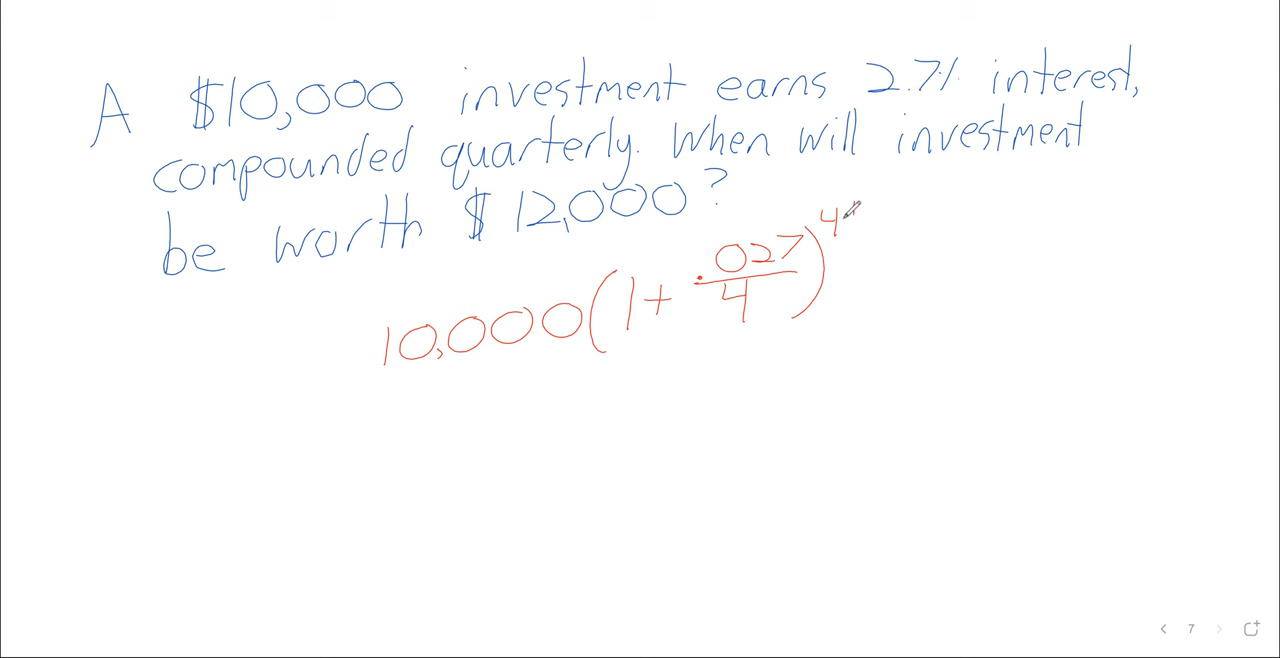 A $10,000 investment earns 2.7% interest,
compounded quarterly. When will investment
be worth $12,000?
10,000(1+ .027/4)^4t
7